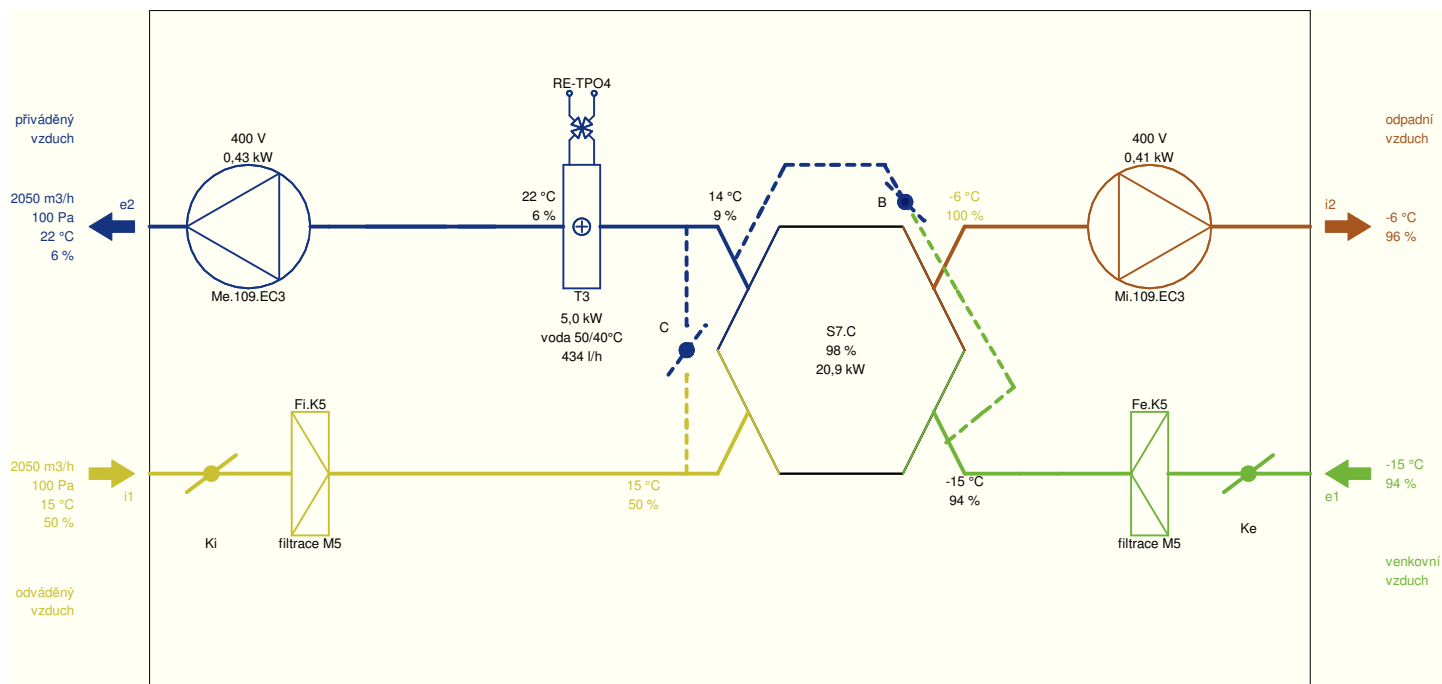 RE-TPO4
přiváděný
vzduch
400 V
0,43 kW
400 V
0,41 kW
odpadní
vzduch
2050 m3/h
100 Pa
22 °C
6 %
e2
22 °C
6 %
14 °C
9 %
B
-6 °C
100 %
i2
-6 °C
96 %
Me.109.EC3
T3
5,0 kW
voda 50/40°C
434 l/h
C
S7.C
98 %
20,9 kW
Mi.109.EC3
Fi.K5
Fe.K5
2050 m3/h
100 Pa
15 °C
50 %
i1
15 °C
50 %
-15 °C
94 %
-15 °C
94 %
e1
Ki
filtrace M5
filtrace M5
Ke
odváděný
vzduch
venkovní
vzduch